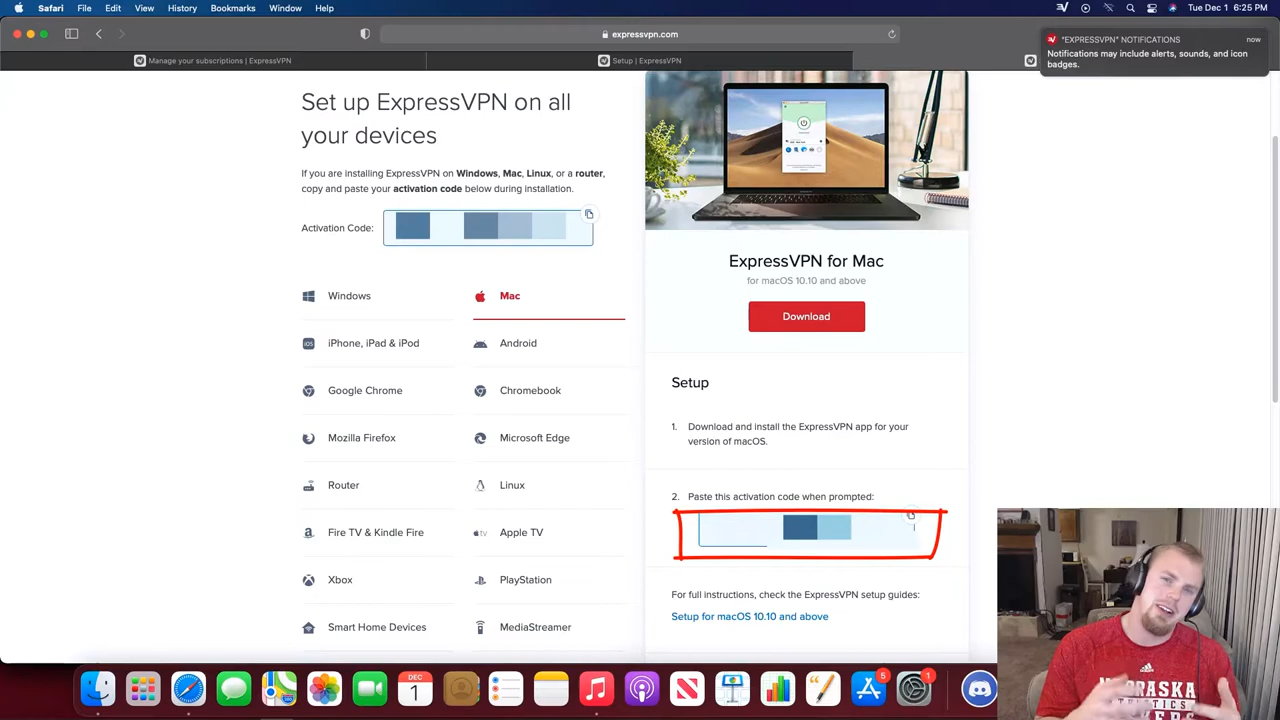 Safari File Edit View History Bookmarks Window Help
Tue Dec 1 6:25 PM
expressvpn.com
Manage your subscriptions | ExpressVPN
Setup | ExpressVPN
"EXPRESSVPN" NOTIFICATIONS now
Notifications may include alerts, sounds, and icon
badges.
Set up ExpressVPN on all
your devices
If you are installing ExpressVPN on Windows, Mac, Linux, or a router,
copy and paste your activation code below during installation.
Activation Code:
Windows
Mac
iPhone, iPad & iPod
Android
Google Chrome
Chromebook
Mozilla Firefox
Microsoft Edge
Router
Linux
Fire TV & Kindle Fire
Apple TV
Xbox
PlayStation
Smart Home Devices
MediaStreamer
ExpressVPN for Mac
for macOS 10.10 and above
Download
Setup
1. Download and install the ExpressVPN app for your
version of macOS.
2. Paste this activation code when prompted:
For full instructions, check the ExpressVPN setup guides:
Setup for macOS 10.10 and above
DEC
1
5
1
adidas
NEBRASKA